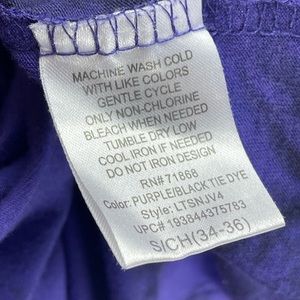 MACHINE WASH COLD
WITH LIKE COLORS
GENTLE CYCLE
ONLY NON-CHLORINE
BLEACH WHEN NEEDED
TUMBLE DRY LOW
COOL IRON IF NEEDED
DO NOT IRON DESIGN
RN# 71868
Color: PURPLE/BLACK TIE DYE
Style: LTSNJV4
UPC# 193844375783
S/CH(34-36)